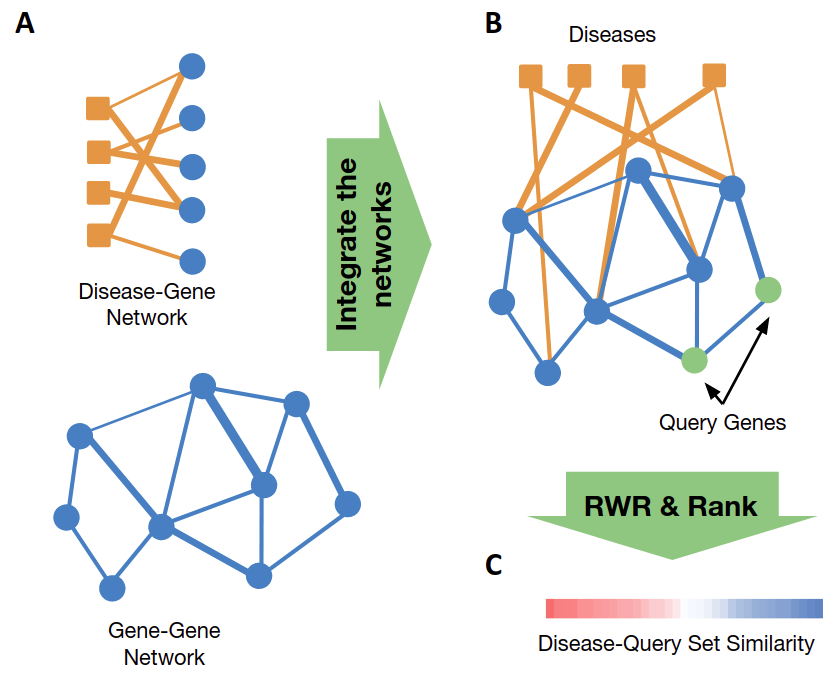 A
Disease-Gene
Network
Gene-Gene
Network
Integrate the
networks
B
Diseases
Query Genes
RWR & Rank
C
Disease-Query Set Similarity